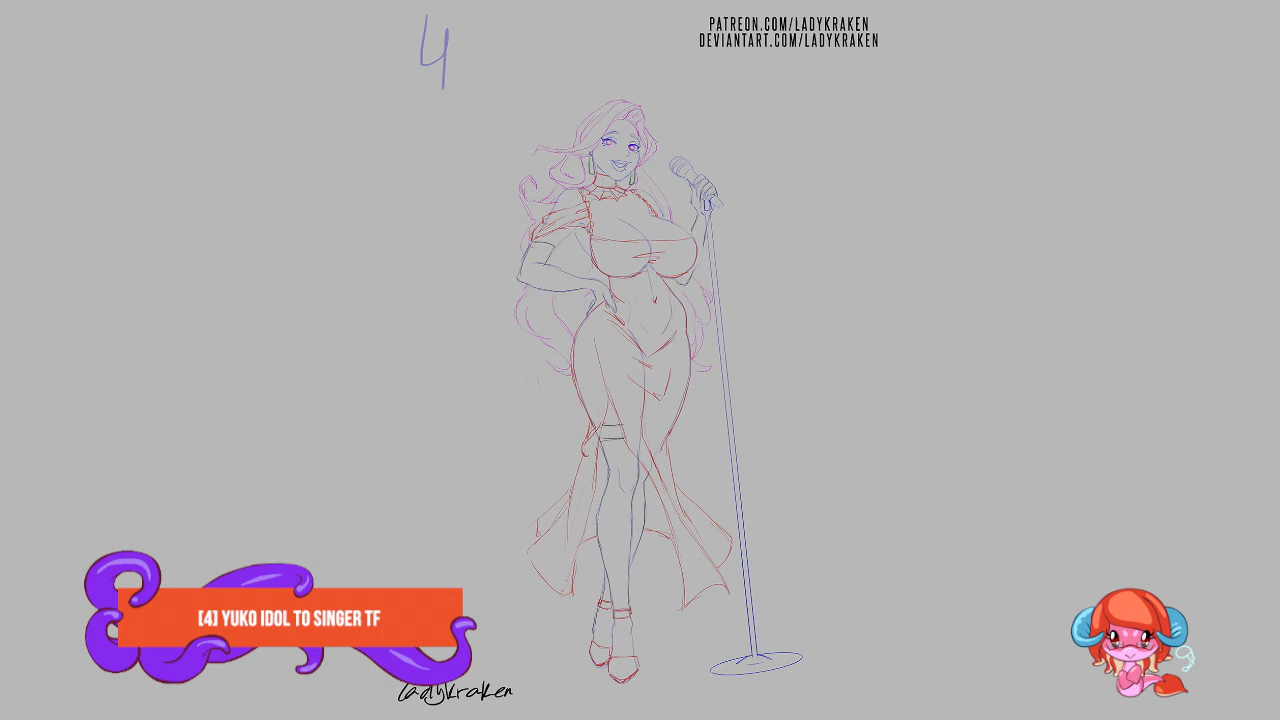 4
PATREON.COM/LADYKRAKEN
DEVIANTART.COM/LADYKRAKEN
[4] YUKO IDOL TO SINGER TF
ladykraken